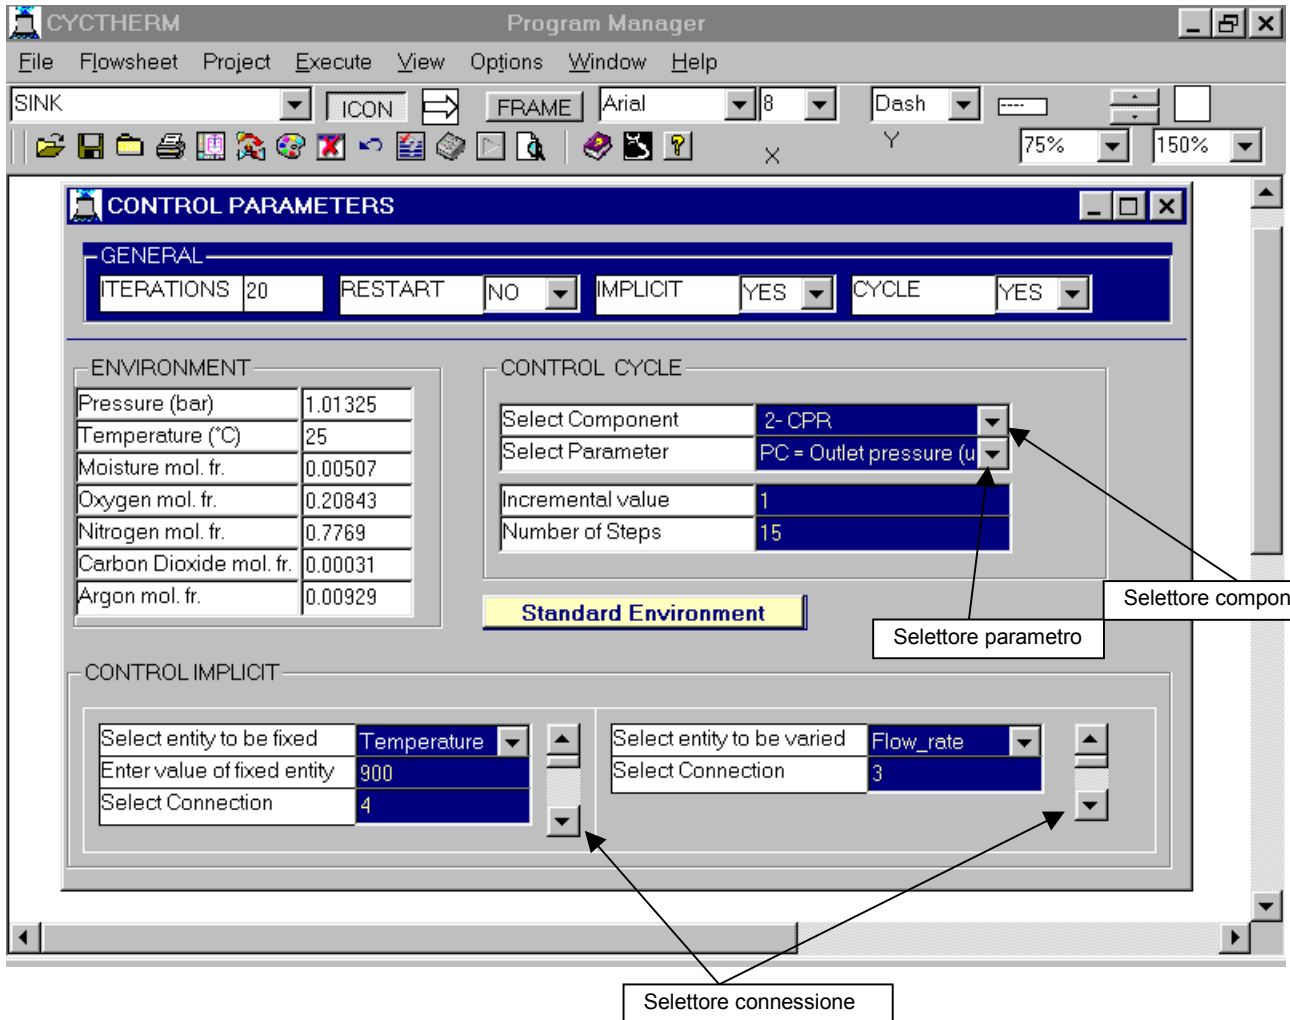 CYCTHERM Program Manager
File Flowsheet Project Execute View Options Window Help
SINK ICON FRAME Arial 8 Dash
X Y 75% 150%
CONTROL PARAMETERS
GENERAL
ITERATIONS 20 RESTART NO IMPLICIT YES CYCLE YES
ENVIRONMENT
Pressure (bar) 1.01325
Temperature (°C) 25
Moisture mol. fr. 0.00507
Oxygen mol. fr. 0.20843
Nitrogen mol. fr. 0.7769
Carbon Dioxide mol. fr. 0.00031
Argon mol. fr. 0.00929
CONTROL CYCLE
Select Component 2- CPR
Select Parameter PC = Outlet pressure (u
Incremental value 1
Number of Steps 15
Standard Environment
Selettore compon
Selettore parametro
CONTROL IMPLICIT
Select entity to be fixed Temperature
Enter value of fixed entity 900
Select Connection 4
Select entity to be varied Flow_rate
Select Connection 3
Selettore connessione